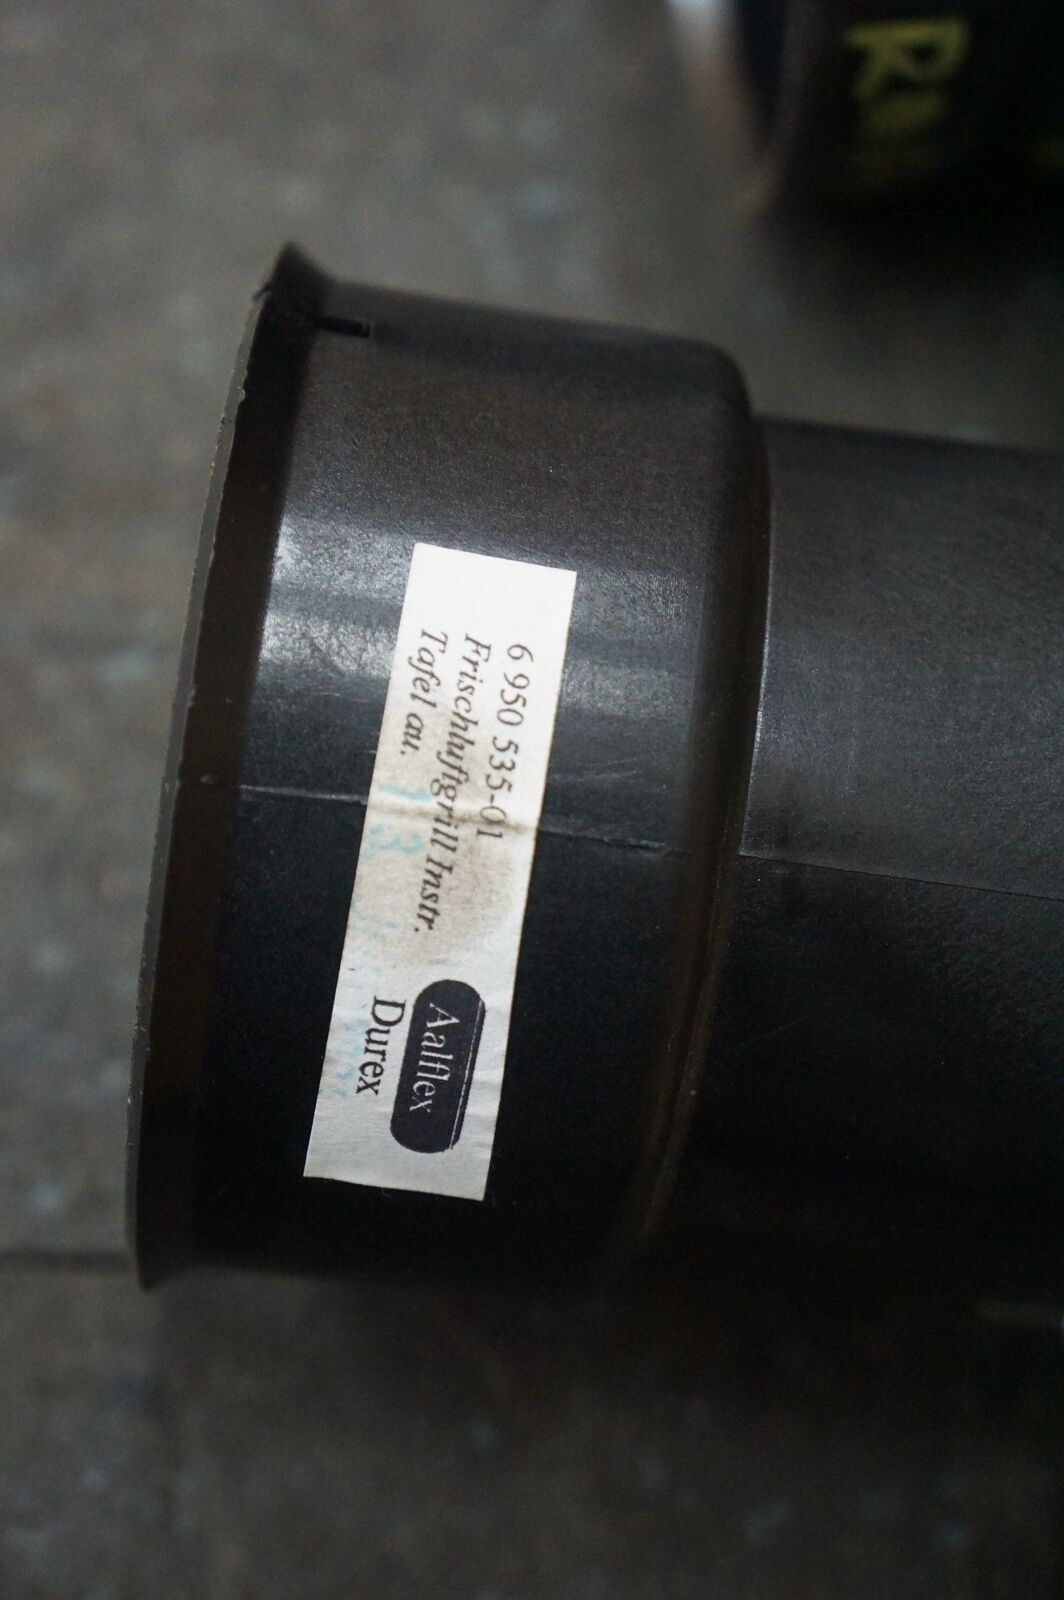 6 950 535-01
Frischluftgrill Instr.
Tafel au.
Aalflex
Durex
R